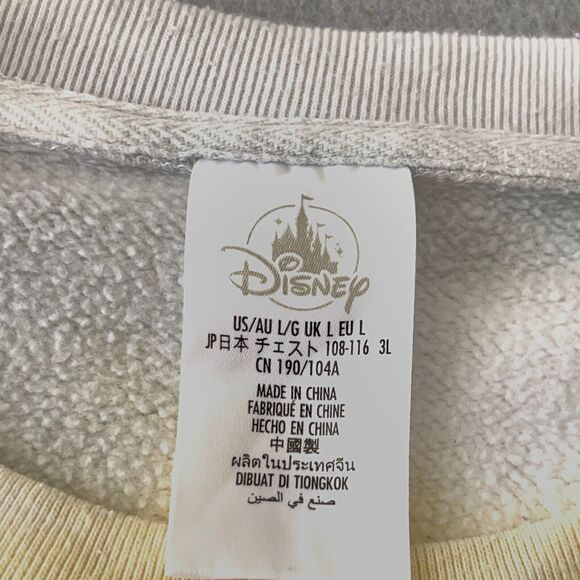 Disney
US/AU L/G UK L EU L
JP日本 チェスト 108-116 3L
CN 190/104A
MADE IN CHINA
FABRIQUÉ EN CHINE
HECHO EN CHINA
中國製
ผลิตในประเทศจีน
DIBUAT DI TIONGKOK
صنع في الصين